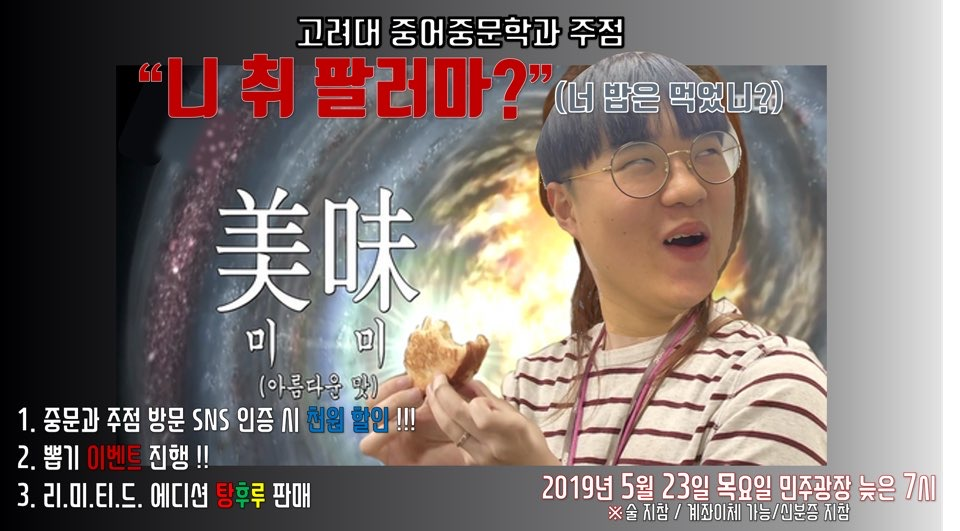 고려대 중어중문학과 주점
“니 취 팔러마?” (너 밥은 먹었니?)
美味
미 미
(아름다운 맛)
1. 중문과 주점 방문 SNS 인증 시 천원 할인 !!!
2. 뽑기 이벤트 진행 !!
3. 리.미.티.드. 에디션 탕후루 판매
2019년 5월 23일 목요일 민주광장 늦은 7시
※술 지참 / 계좌이체 가능/신분증 지참